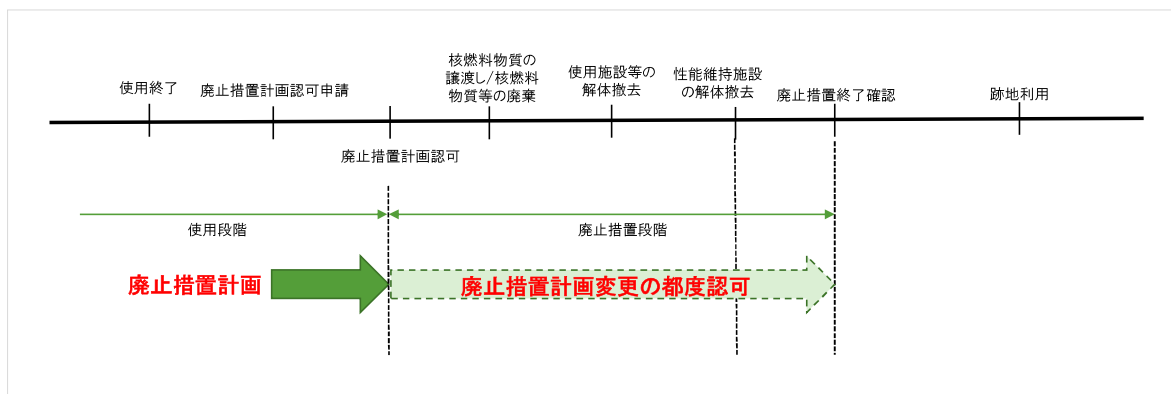 使用終了
廃止措置計画認可申請
廃止措置計画認可
核燃料物質の
譲渡し/核燃料
物質等の廃棄
使用施設等の
解体撤去
性能維持施設
の解体撤去
廃止措置終了確認
跡地利用
使用段階
廃止措置段階
廃止措置計画
廃止措置計画変更の都度認可